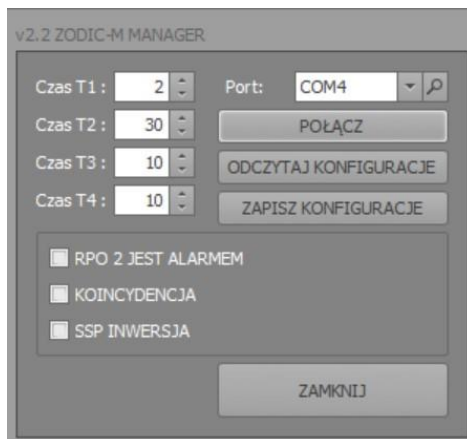 v2.2 ZODIC-M MANAGER
Czas T1 : 2 Port: COM4
Czas T2 : 30 POŁĄCZ
Czas T3 : 10 ODCZYTAJ KONFIGURACJE
Czas T4 : 10 ZAPISZ KONFIGURACJE
RPO 2 JEST ALARMEM
KOINCYDENCJA
SSP INWERSJA
ZAMKNIJ